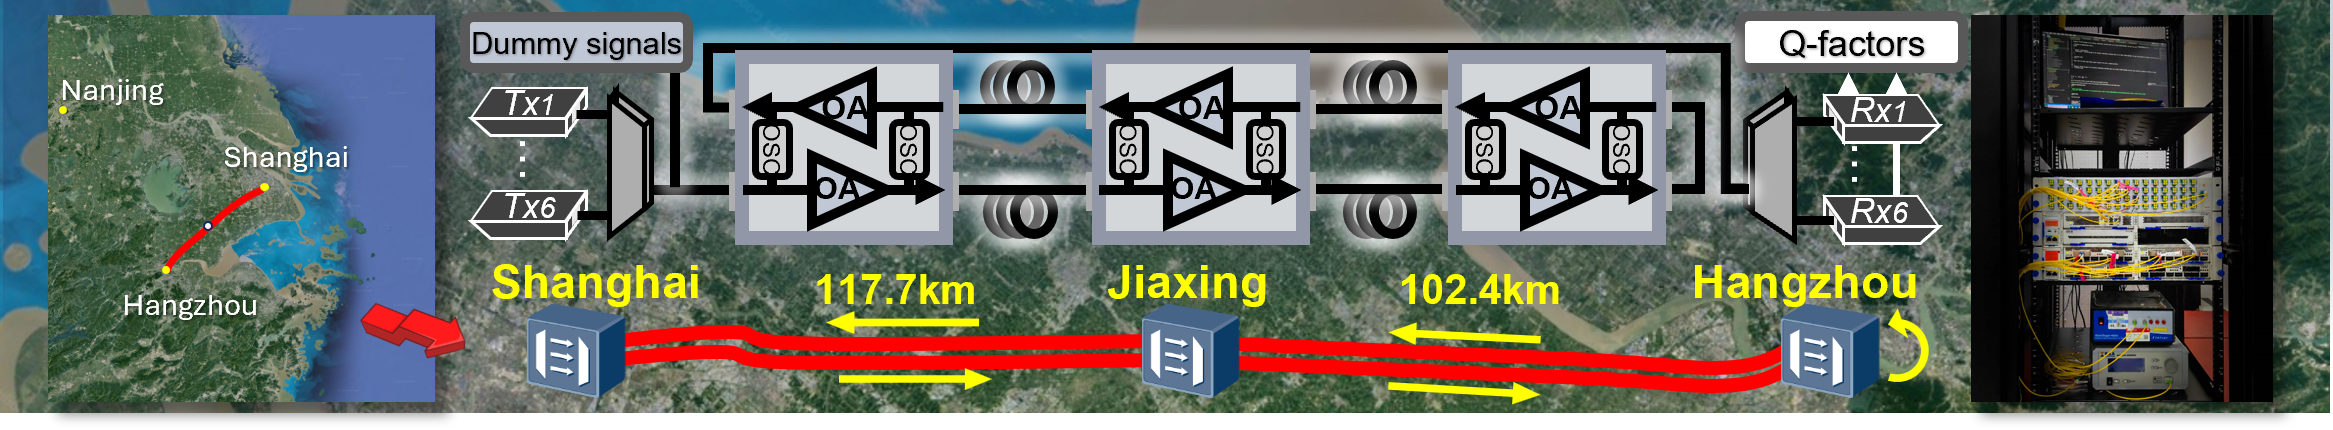 Nanjing
Shanghai
Hangzhou
Dummy signals
Tx1
Tx6
OA
OSC
OSC
OA
OA
OSC
OSC
OA
OA
OSC
OSC
OA
Q-factors
Rx1
Rx6
Shanghai
117.7km
Jiaxing
102.4km
Hangzhou